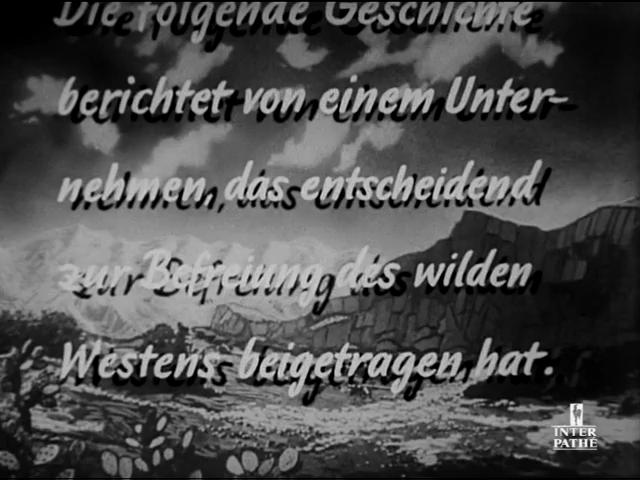 Die folgende Geschichte
berichtet von einem Unter-
nehmen, das entscheidend
zur Befreiung des wilden
Westens beigetragen hat.
INTER
PATHÉ